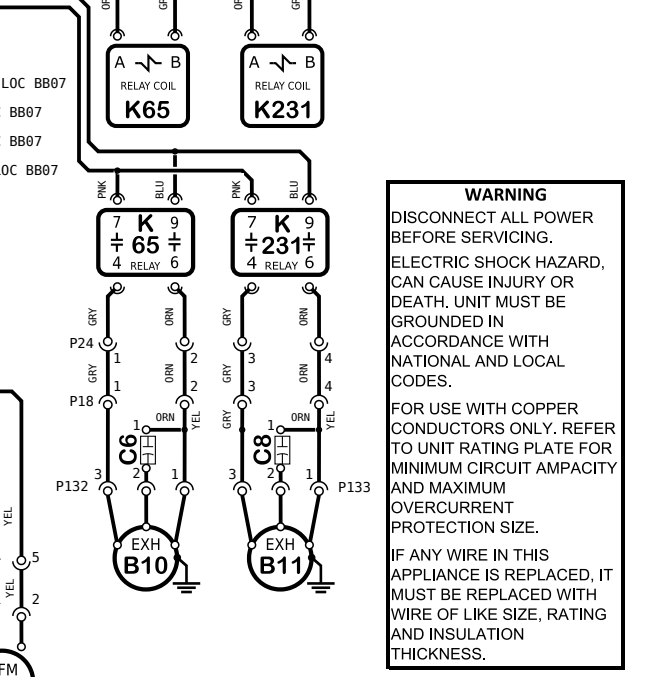 A B A B
RELAY COIL RELAY COIL
K65 K231
LOC BB07
BB07
BB07
LOC BB07
PNK BLU PNK BLU
7 K 9 7 K 9
65 231
4 RELAY 6 4 RELAY 6
GRY ORN GRY ORN
P24
1 2 3 4
GRY ORN GRY ORN
1 2 3 4
P18
ORN YEL GRY ORN YEL
1 1
C6 C8
3 2 1 3 2 1
P132 P133
EXH EXH
B10 B11
YEL
5
YEL
2
FM
WARNING
DISCONNECT ALL POWER
BEFORE SERVICING.
ELECTRIC SHOCK HAZARD,
CAN CAUSE INJURY OR
DEATH. UNIT MUST BE
GROUNDED IN
ACCORDANCE WITH
NATIONAL AND LOCAL
CODES.
FOR USE WITH COPPER
CONDUCTORS ONLY. REFER
TO UNIT RATING PLATE FOR
MINIMUM CIRCUIT AMPACITY
AND MAXIMUM
OVERCURRENT
PROTECTION SIZE.
IF ANY WIRE IN THIS
APPLIANCE IS REPLACED, IT
MUST BE REPLACED WITH
WIRE OF LIKE SIZE, RATING
AND INSULATION
THICKNESS.